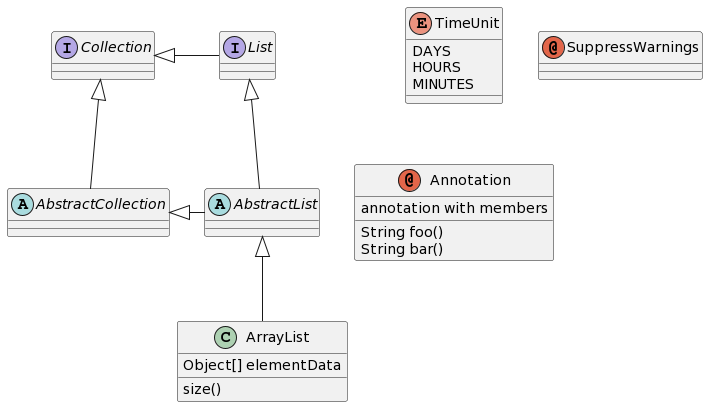 I Collection
I List
E TimeUnit
DAYS
HOURS
MINUTES
@ SuppressWarnings
A AbstractCollection
A AbstractList
@ Annotation
annotation with members
String foo()
String bar()
C ArrayList
Object[] elementData
size()